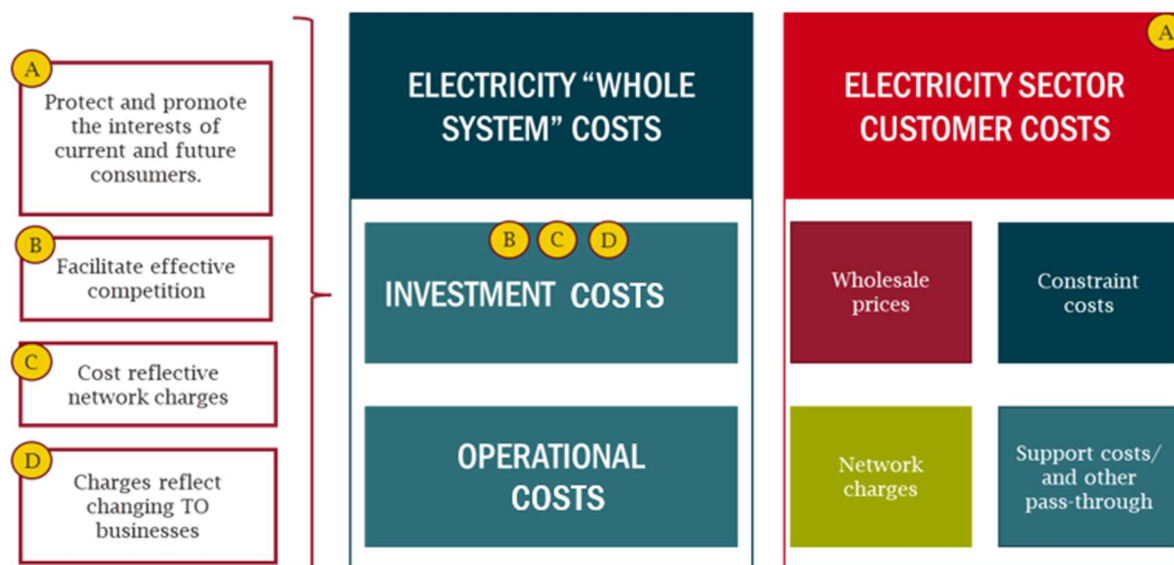 A
Protect and promote
the interests of
current and future
consumers.
B
Facilitate effective
competition
C
Cost reflective
network charges
D
Charges reflect
changing TO
businesses
ELECTRICITY “WHOLE
SYSTEM” COSTS
B C D
INVESTMENT COSTS
OPERATIONAL
COSTS
A
ELECTRICITY SECTOR
CUSTOMER COSTS
Wholesale
prices
Constraint
costs
Network
charges
Support costs/
and other
pass-through